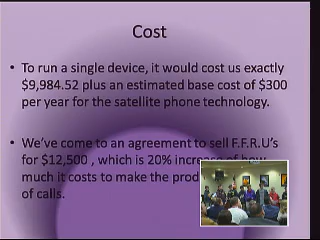 Cost
• To run a single device, it would cost us exactly
$9,984.52 plus an estimated base cost of $300
per year for the satellite phone technology.
• We've come to an agreement to sell F.F.R.U's
for $12,500 , which is 20% increase of how
much it costs to make the prod
of calls.